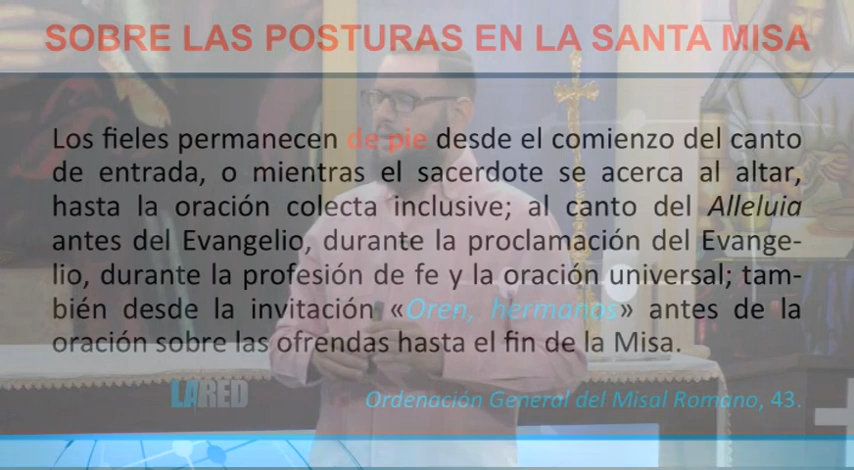 SOBRE LAS POSTURAS EN LA SANTA MISA
Los fieles permanecen de pie desde el comienzo del canto
de entrada, o mientras el sacerdote se acerca al altar,
hasta la oración colecta inclusive; al canto del Alleluia
antes del Evangelio, durante la proclamación del Evange-
lio, durante la profesión de fe y la oración universal; tam-
bién desde la invitación «Oren, hermanos» antes de la
oración sobre las ofrendas hasta el fin de la Misa.
LARED
Ordenación General del Misal Romano, 43.